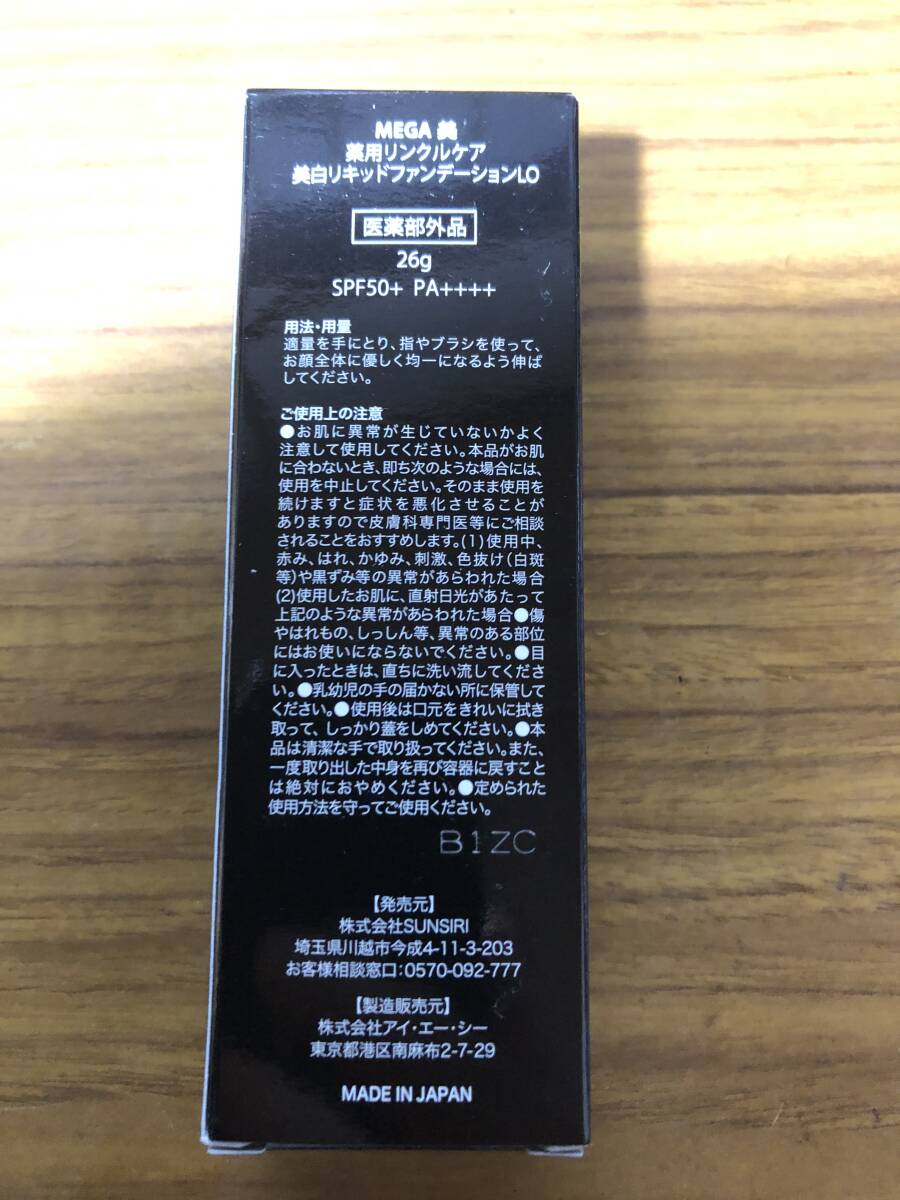 MEGA 美
薬用リンクルケア
美白リキッドファンデーションLO
医薬部外品
26g
SPF50+ PA++++
用法・用量
適量を手にとり、指やブラシを使って、
お顔全体に優しく均一になるよう伸ば
してください。
ご使用上の注意
●お肌に異常が生じていないかよく
注意して使用してください。本品がお肌
に合わないとき、即ち次のような場合には、
使用を中止してください。そのまま使用を
続けますと症状を悪化させることが
ありますので皮膚科専門医等にご相談
されることをおすすめします。(1)使用中、
赤み、はれ、かゆみ、刺激、色抜け(白斑
等)や黒ずみ等の異常があらわれた場合
(2)使用したお肌に、直射日光があたって
上記のような異常があらわれた場合●傷
やはれもの、しっしん等、異常のある部位
にはお使いにならないでください。●目
に入ったときは、直ちに洗い流してくださ
い。●乳幼児の手の届かない所に保管して
ください。●使用後は口元をきれいに拭き
取って、しっかり蓋をしめてください。●本
品は清潔な手で取り扱ってください。また、
一度取り出した中身を再び容器に戻すこと
は絶対におやめください。●定められた
使用方法を守ってご使用ください。
B1ZC
【発売元】
株式会社SUNSIRI
埼玉県川越市今成4-11-3-203
お客様相談窓口:0570-092-777
【製造販売元】
株式会社アイ・エー・シー
東京都港区南麻布2-7-29
MADE IN JAPAN